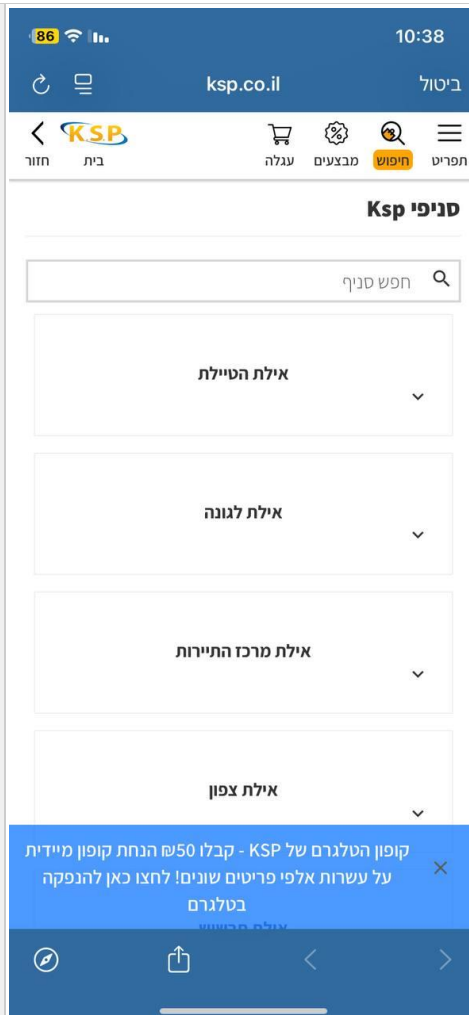 10:38
86
ביטול
ksp.co.il
תפריט
חיפוש
מבצעים
עגלה
KSP
בית
חזור
סניפי Ksp
חפש סניף
אילת הטיילת
אילת לגונה
אילת מרכז התיירות
אילת צפון
קופון הטלגרם של KSP - קבלו 50₪ הנחת קופון מיידית
על עשרות אלפי פריטים שונים! לחצו כאן להנפקה
בטלגרם